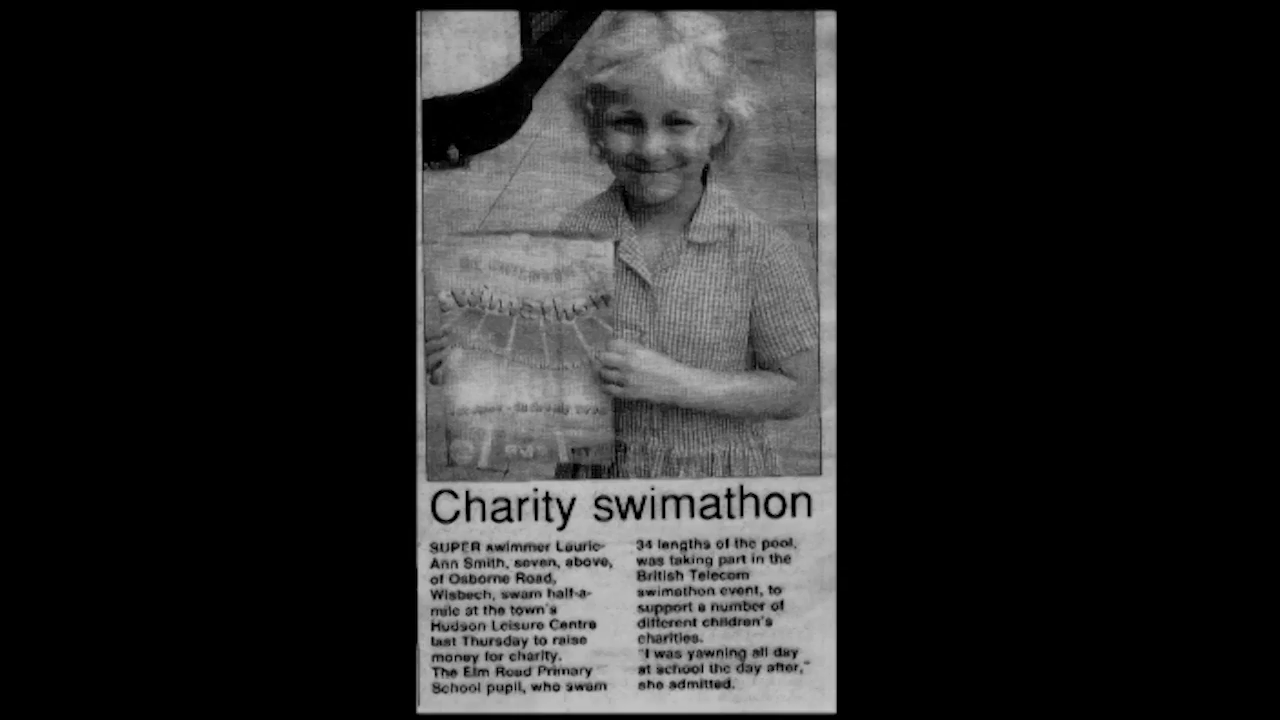 swimathon
Charity swimathon
SUPER swimmer Laurie-
Ann Smith, seven, above,
of Osborne Road,
Wisbech, swam half-a-
mile at the town's
Hudson Leisure Centre
last Thursday to raise
money for charity.
The Elm Road Primary
School pupil, who swam
34 lengths of the pool,
was taking part in the
British Telecom
swimathon event, to
support a number of
different children's
charities.
"I was yawning all day
at school the day after,"
she admitted.